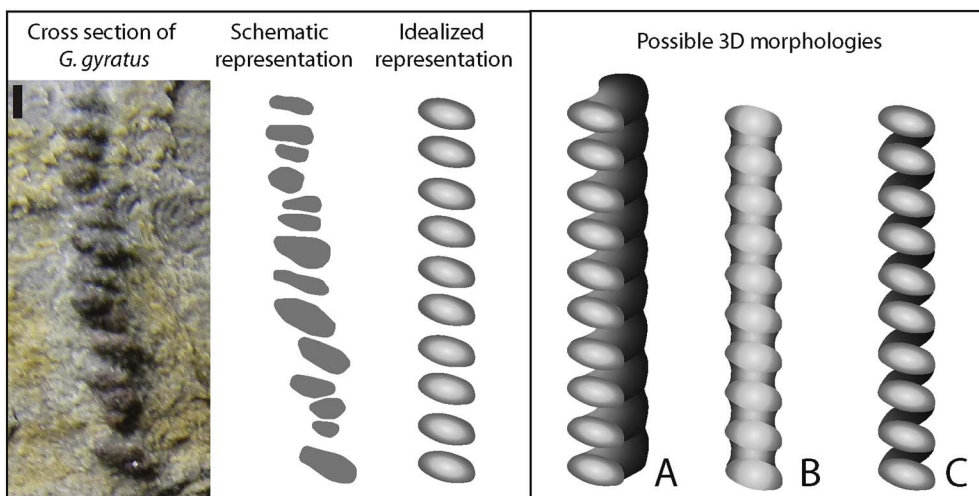 Cross section of
G. gyratus
Schematic
representation
Idealized
representation
Possible 3D morphologies
A
B
C